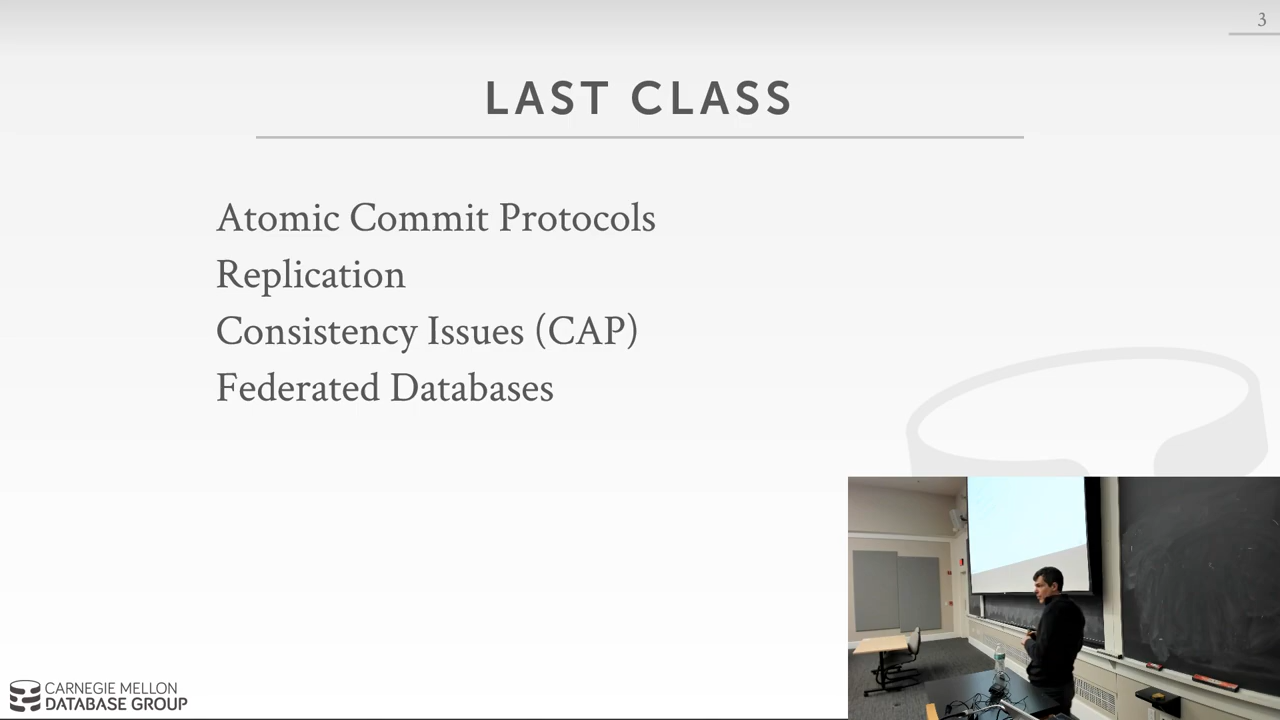 3
LAST CLASS
Atomic Commit Protocols
Replication
Consistency Issues (CAP)
Federated Databases
CARNEGIE MELLON
DATABASE GROUP